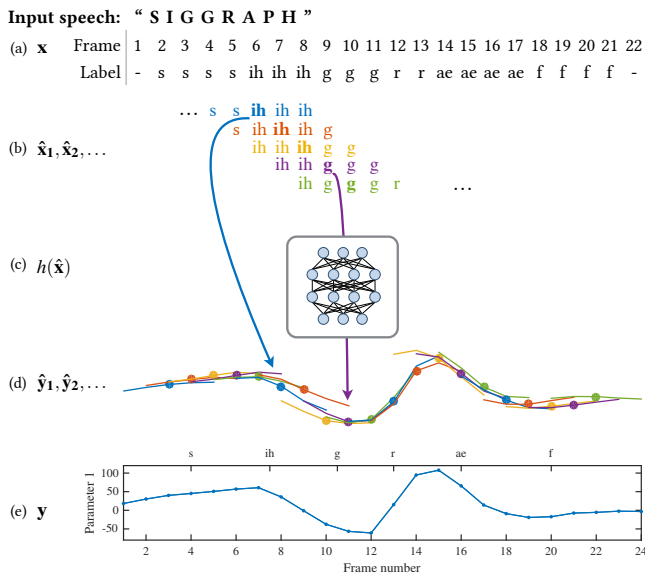 Input speech: “ S I G G R A P H ”
(a) x Frame 1 2 3 4 5 6 7 8 9 10 11 12 13 14 15 16 17 18 19 20 21 22
Label - s s s s ih ih ih g g g r r ae ae ae ae f f f f -
... s s ih ih ih
s ih ih ih g
(b) x̂₁, x̂₂, ... ih ih ih g g
ih ih g g g
ih g g g r ...
(c) h(x̂)
(d) ŷ₁, ŷ₂, ...
s ih g r ae f
(e) y Parameter 1
100
50
0
-50
2 4 6 8 10 12 14 16 18 20 22 24
Frame number